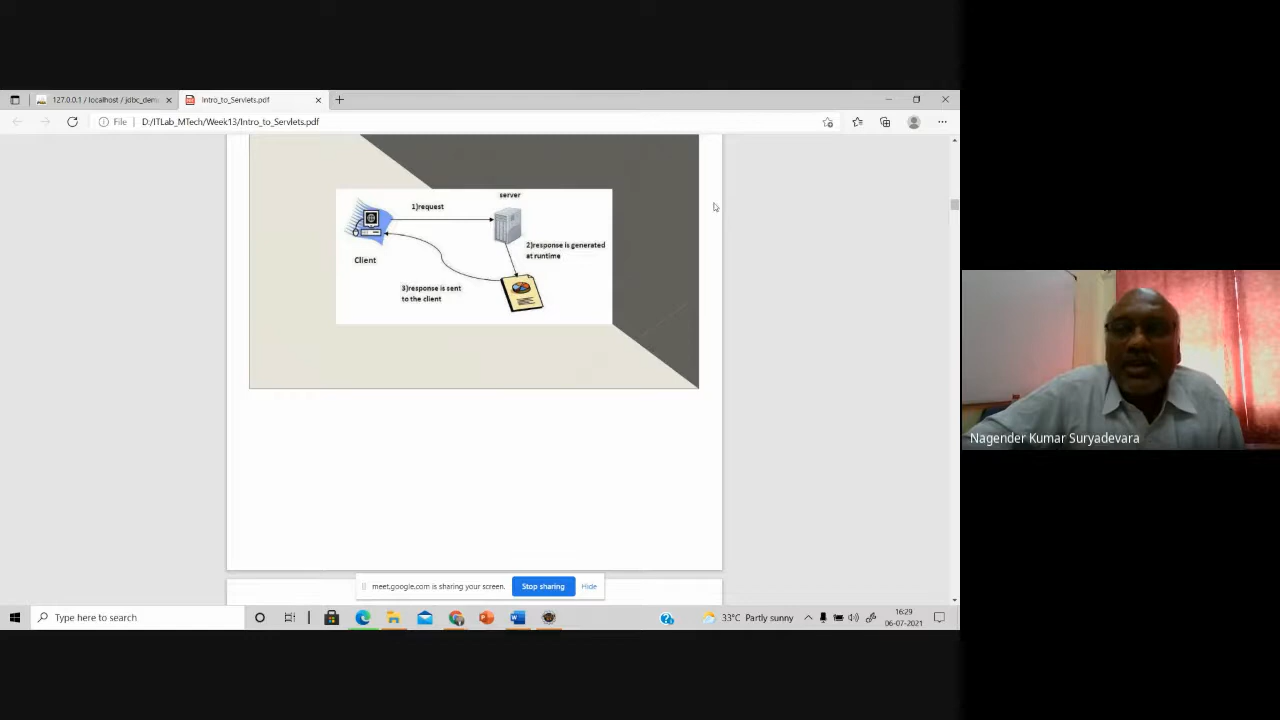 127.0.0.1 / localhost / jdbc_dem
Intro_to_Servlets.pdf
File
D:/ITLab_MTech/Week13/Intro_to_Servlets.pdf
server
1)request
2)response is generated
at runtime
Client
3)response is sent
to the client
Nagender Kumar Suryadevara
meet.google.com is sharing your screen.
Stop sharing
Hide
Type here to search
33°C Partly sunny
16:29
06-07-2021